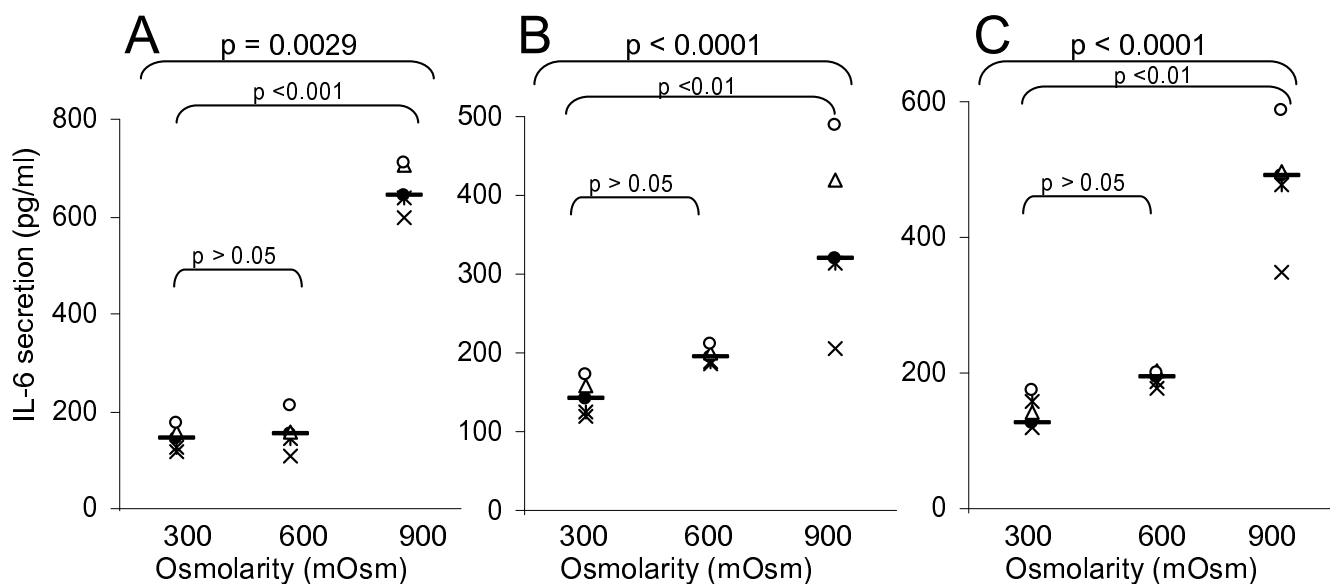 A
p = 0.0029
p <0.001
p > 0.05
IL-6 secretion (pg/ml)
800
600
400
200
0
300 600 900
Osmolarity (mOsm)
B
p < 0.0001
p <0.01
p > 0.05
500
400
300
200
100
0
300 600 900
Osmolarity (mOsm)
C
p < 0.0001
p <0.01
p > 0.05
600
400
200
0
300 600 900
Osmolarity (mOsm)